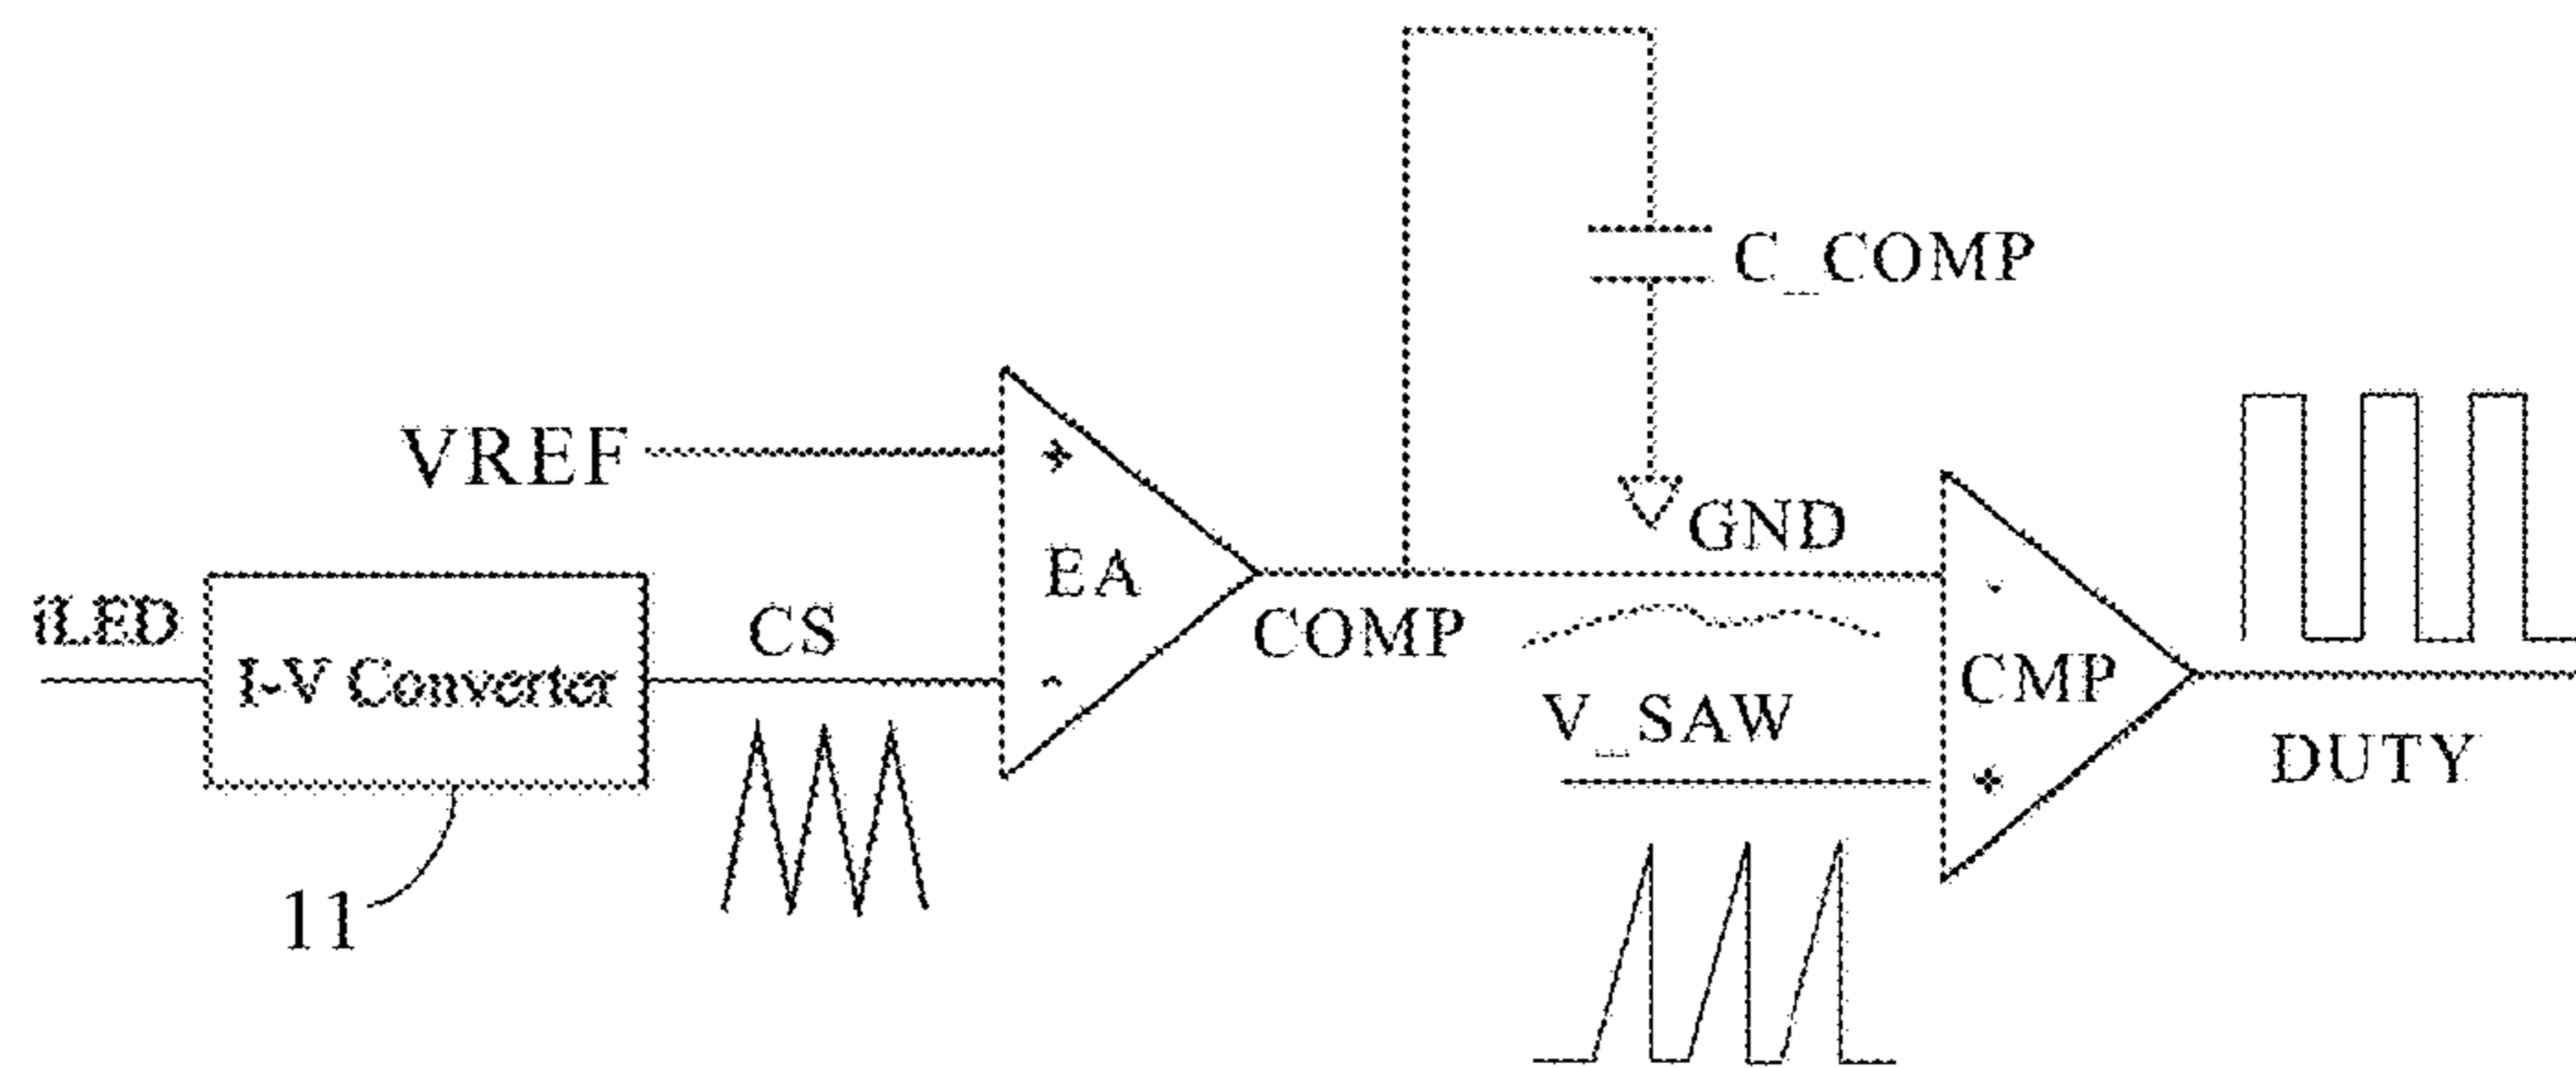 C_COMP
VREF
+
GND
EA
-
iLED
CS
COMP
I-V Converter
-
CMP
V_SAW
DUTY
+
11